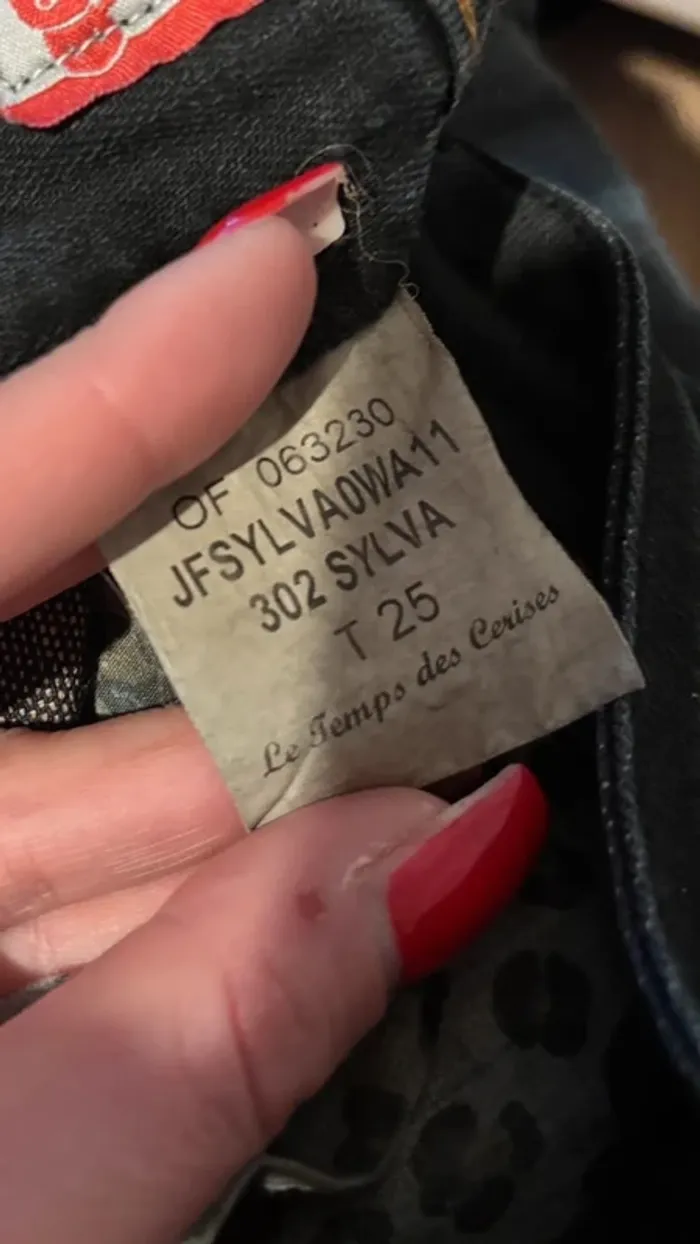 OF 063230
JFSYLVA0WA11
302 SYLVA
T 25
Le Temps des Cerises